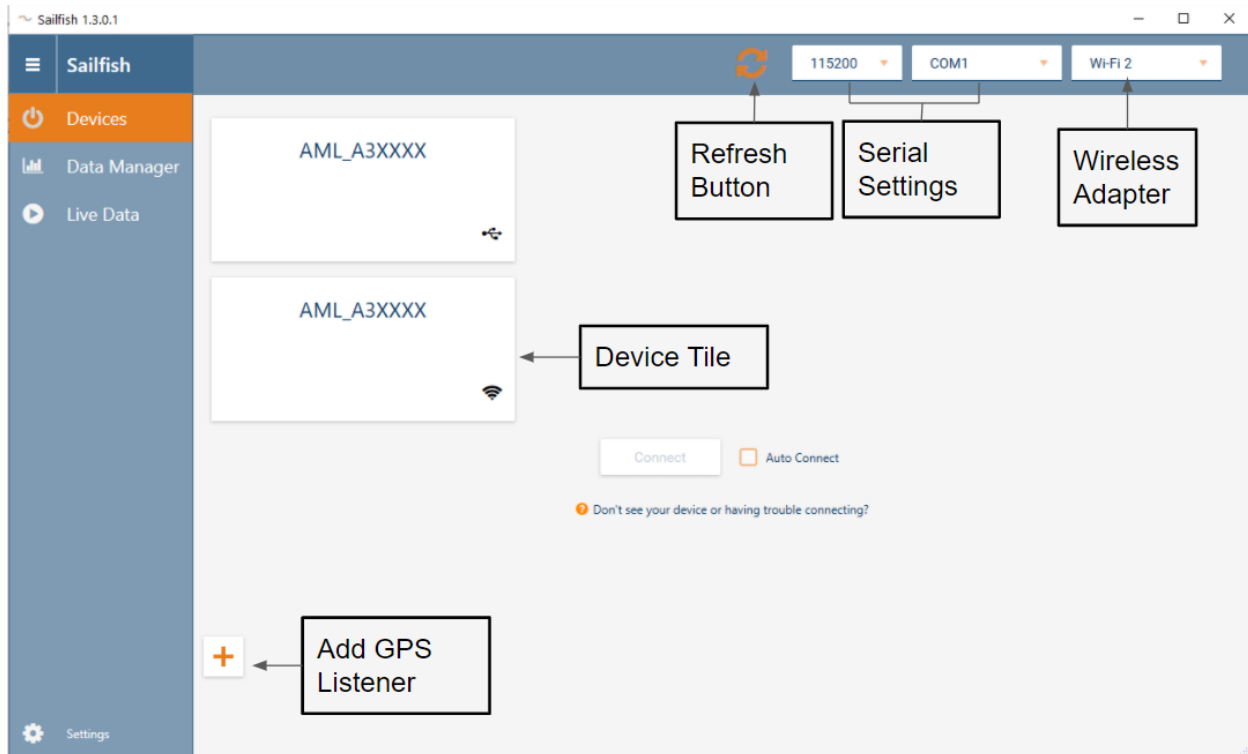 Sailfish 1.3.0.1
Sailfish
115200
COM1
Wi-Fi 2
Devices
Data Manager
Live Data
AML_A3XXXX
Refresh
Button
Serial
Settings
Wireless
Adapter
AML_A3XXXX
Device Tile
Connect
Auto Connect
Don't see your device or having trouble connecting?
Add GPS
Listener
Settings